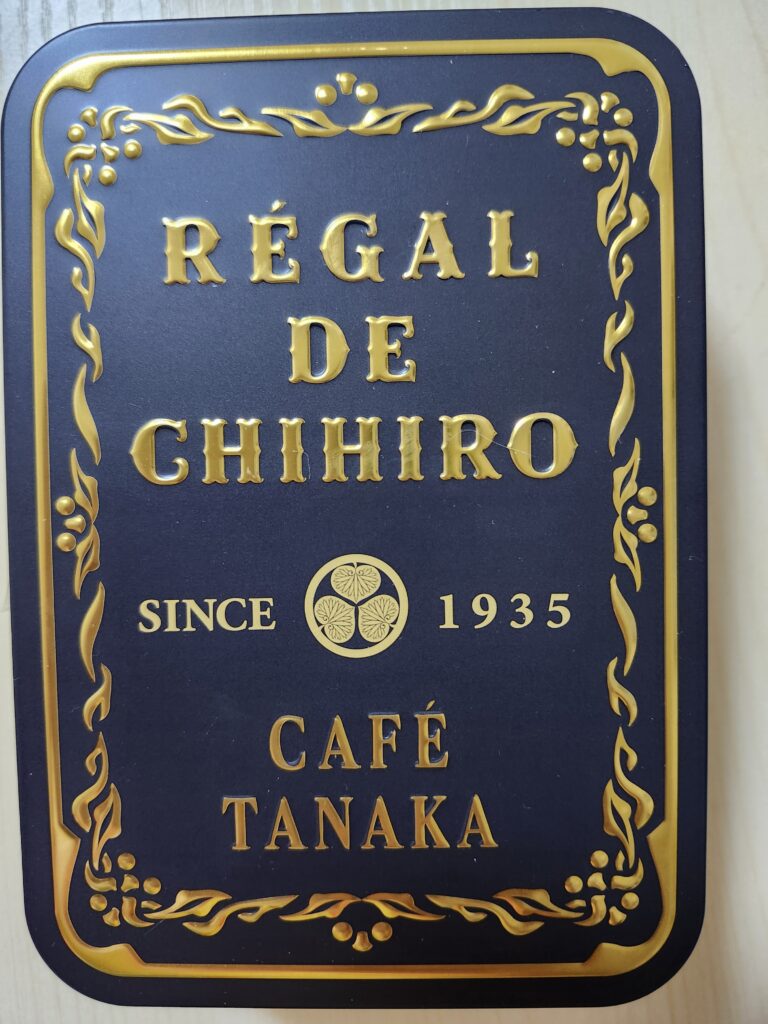 RÉGAL
DE
CHIHIRO
SINCE 1935
CAFÉ
TANAKA